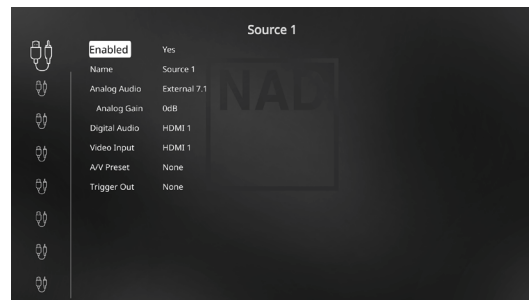 Source 1
Enabled Yes
Name Source 1
Analog Audio External 7.1
Analog Gain 0dB
Digital Audio HDMI 1
Video Input HDMI 1
A/V Preset None
Trigger Out None
NAD